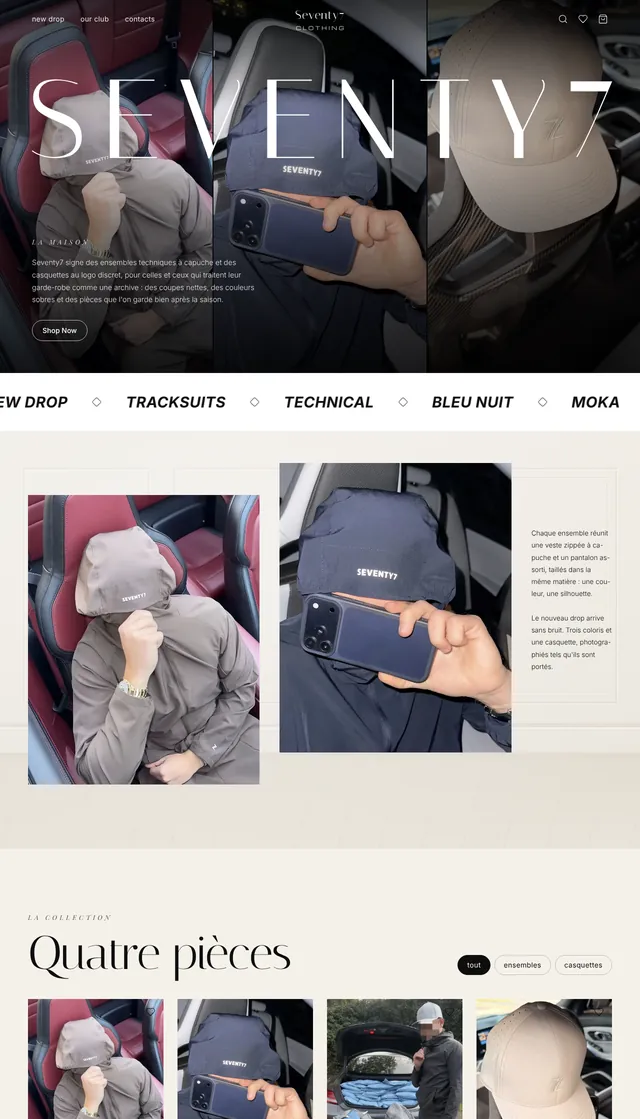 new drop our club contacts
Seventy7
CLOTHING
SEVENTY7
SEVENTY7
SEVENTY7
LA MAISON
Seventy7 signe des ensembles techniques à capuche et des
casquettes au logo discret, pour celles et ceux qui traitent leur
garde-robe comme une archive : des coupes nettes, des couleurs
sobres et des pièces que l'on garde bien après la saison.
Shop Now
EW DROP ◇ TRACKSUITS ◇ TECHNICAL ◇ BLEU NUIT ◇ MOKA
SEVENTY7
SEVENTY7
Chaque ensemble réunit
une veste zippée à ca-
puche et un pantalon as-
sorti, taillés dans la
même matière : une cou-
leur, une silhouette.
Le nouveau drop arrive
sans bruit. Trois coloris et
une casquette, photogra-
phiés tels qu'ils sont
portés.
LA COLLECTION
Quatre pièces
tout ensembles casquettes
SEVENTY7